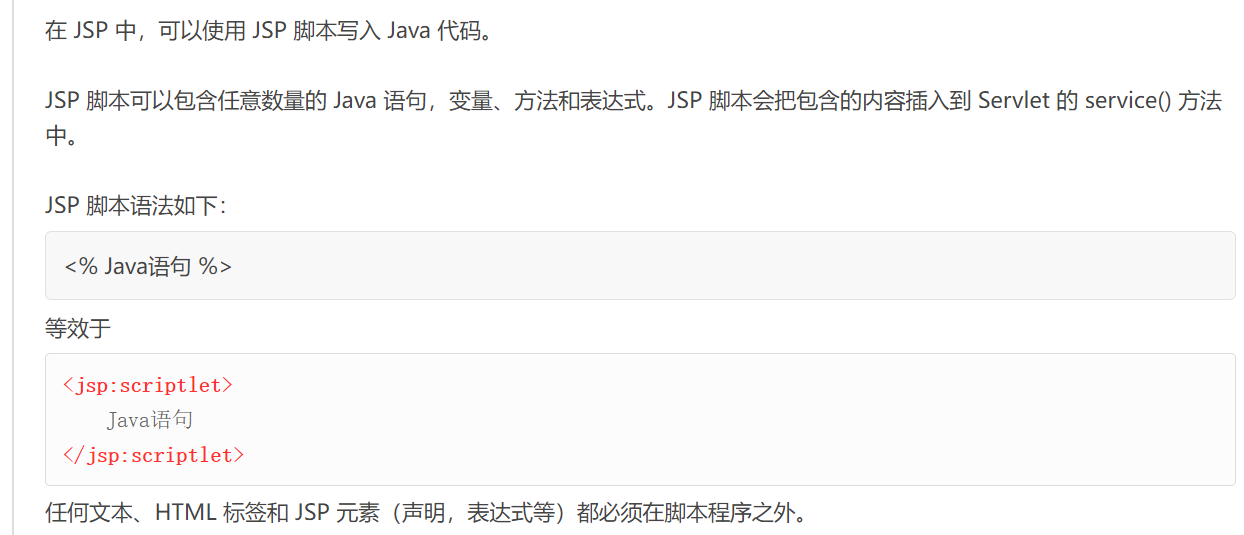 在 JSP 中，可以使用 JSP 脚本写入 Java 代码。
JSP 脚本可以包含任意数量的 Java 语句，变量、方法和表达式。JSP 脚本会把包含的内容插入到 Servlet 的 service() 方法
中。
JSP 脚本语法如下：
<% Java语句 %>
等效于
<jsp:scriptlet>
Java语句
</jsp:scriptlet>
任何文本、HTML 标签和 JSP 元素（声明，表达式等）都必须在脚本程序之外。